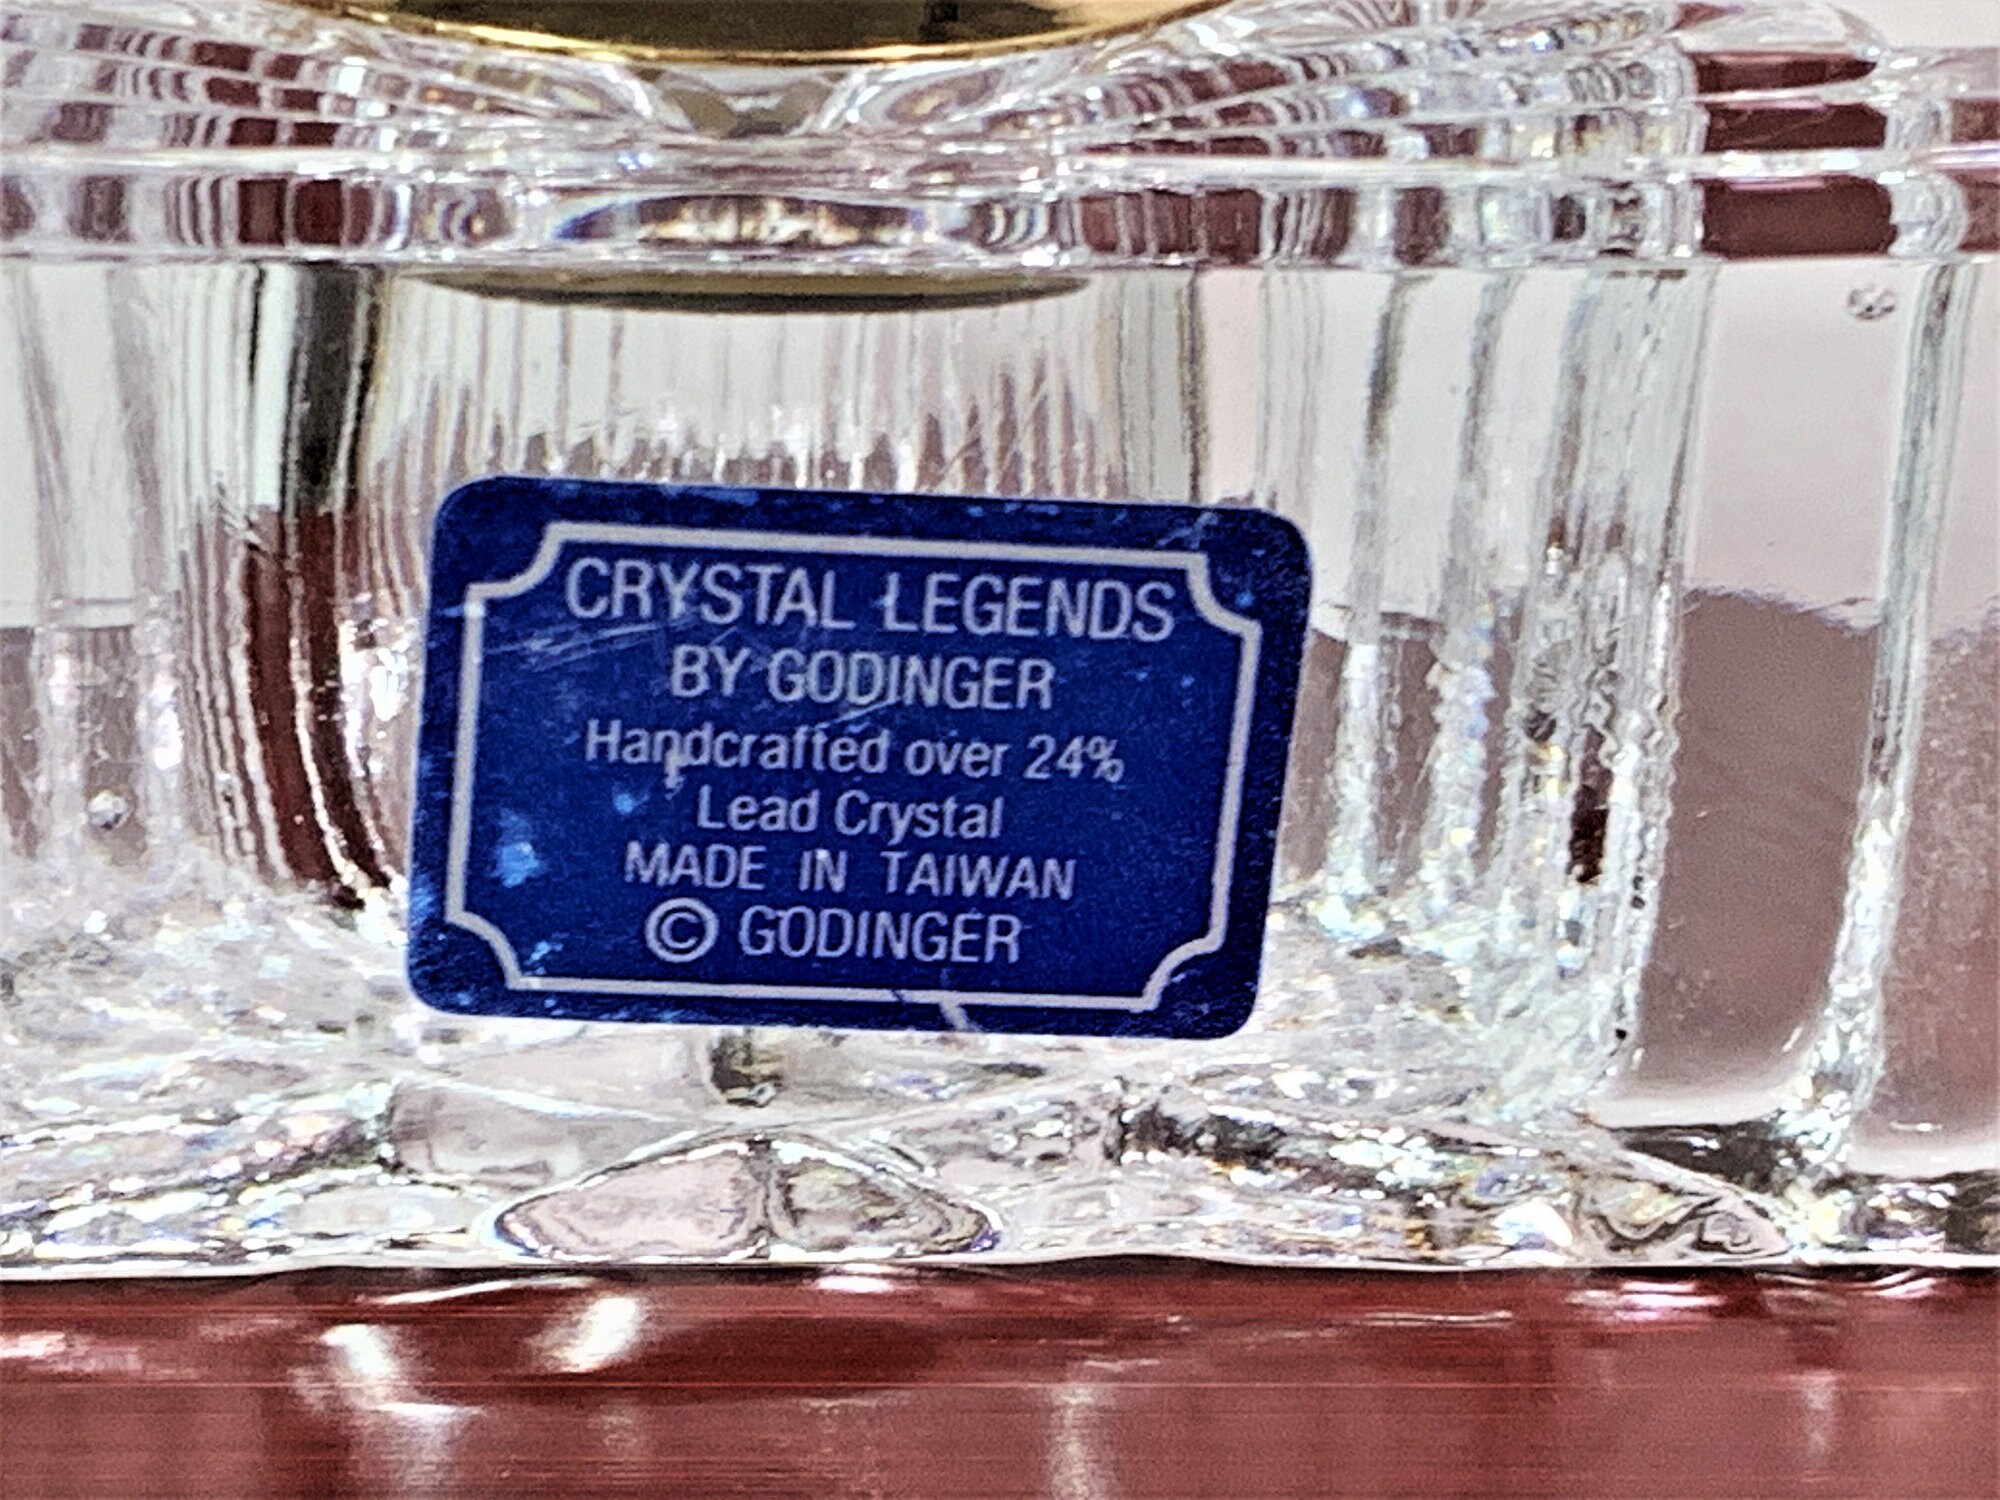 CRYSTAL LEGENDS
BY GODINGER
Handcrafted over 24%
Lead Crystal
MADE IN TAIWAN
© GODINGER